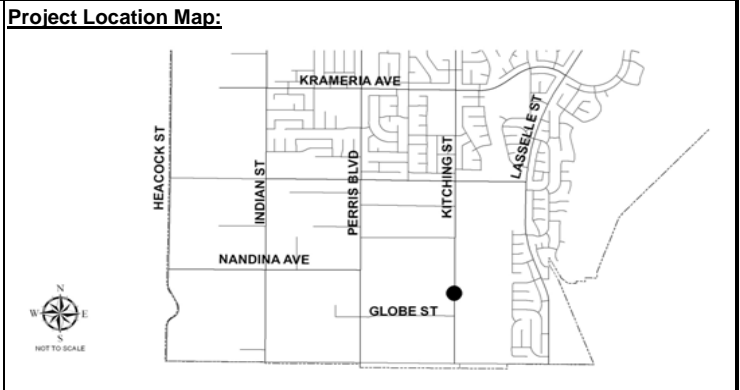 Project Location Map:
KRAMERIA AVE
HEACOCK ST
INDIAN ST
PERRIS BLVD
KITCHING ST
LASSELLE ST
NANDINA AVE
GLOBE ST
N
W E
S
NOT TO SCALE